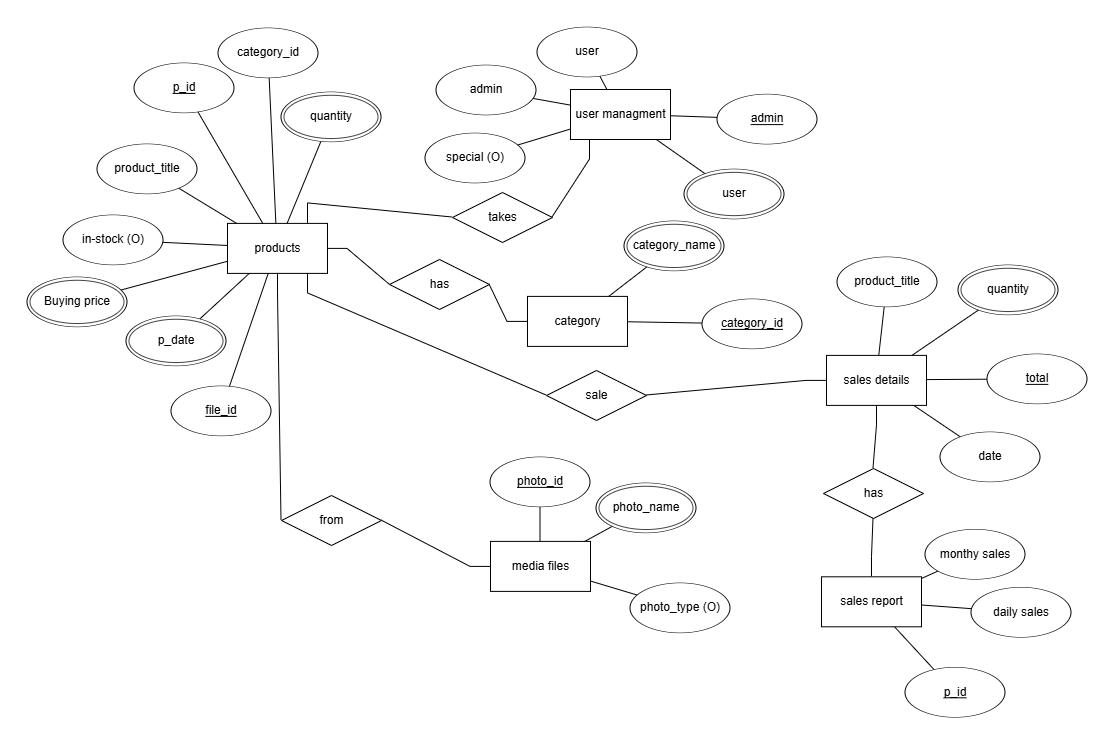 category_id
user
p_id
admin
quantity
user managment
admin
product_title
special (O)
user
takes
in-stock (O)
products
category_name
has
product_title
quantity
Buying price
category
category_id
p_date
sales details
total
sale
file_id
date
photo_id
has
photo_name
from
monthy sales
media files
sales report
photo_type (O)
daily sales
p_id